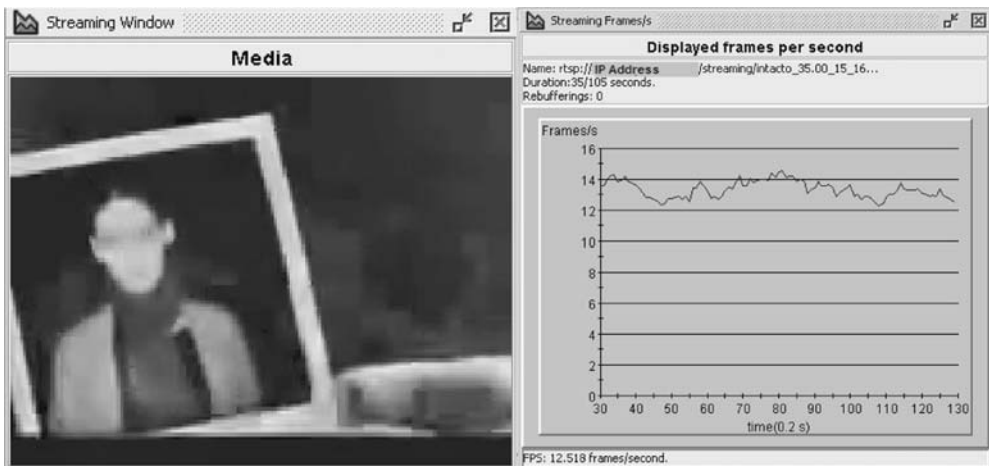 Streaming Window
Media
Streaming Frames/s
Displayed frames per second
Name: rtsp:// IP Address /streaming/intacto_35.00_15_16...
Duration:35/105 seconds.
Rebufferings: 0
Frames/s
16
14
12
10
8
6
4
2
0
30 40 50 60 70 80 90 100 110 120 130
time(0.2 s)
FPS: 12.518 frames/second.